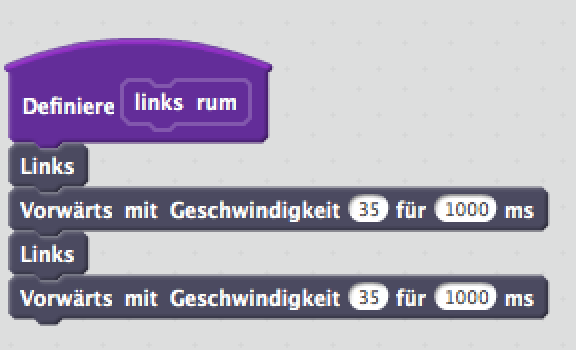 Definiere links rum
Links
Vorwärts mit Geschwindigkeit 35 für 1000 ms
Links
Vorwärts mit Geschwindigkeit 35 für 1000 ms